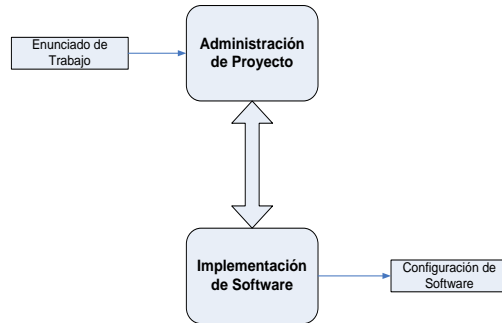 Enunciado de
Trabajo
Administración
de Proyecto
Implementación
de Software
Configuración de
Software